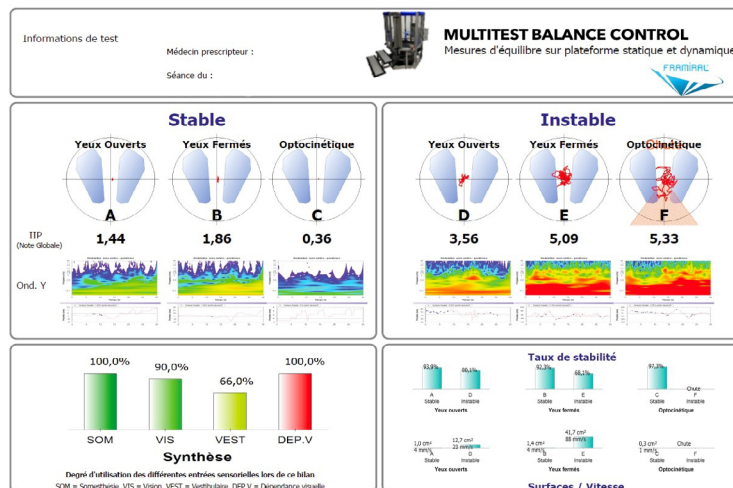 Informations de test
Médecin prescripteur :
Séance du :
MULTITEST BALANCE CONTROL
Mesures d'équilibre sur plateforme statique et dynamique
FRAMIRAL
Stable
Yeux Ouverts Yeux Fermés Optocinétique
A B C
IIP
(Note Globale)
1,44 1,86 0,36
Ond. Y
Instable
Yeux Ouverts Yeux Fermés Optocinétique
Chute
D E F
3,56 5,09 5,33
100,0% 90,0% 66,0% 100,0%
SOM VIS VEST DEP.V
Synthèse
Degré d'utilisation des différentes entrées sensorielles lors de ce bilan
SOM = Somesthésie, VIS = Vision, VEST = Vestibulaire, DEP.V = Dépendance visuelle
Taux de stabilité
92,3% 68,1% 97,3% Chute
A D B E C F
Stable Instable Stable Instable Stable Instable
Yeux ouverts Yeux fermés Optocinétique
1,0 cm² 12,7 cm² 1,4 cm² 41,7 cm² 0,3 cm² Chute
4 mm/s 23 mm/s 4 mm/s 88 mm/s 1 mm/s
A D B E C F
Stable Instable Stable Instable Stable Instable
Yeux ouverts Yeux fermés Optocinétique
Surfaces / Vitesse